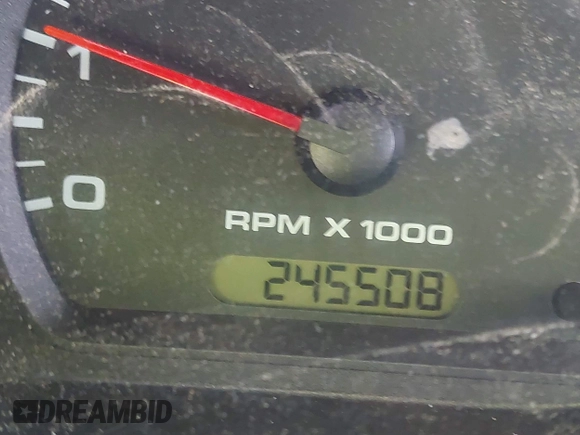 1
0
RPM X 1000
245508
DREAMBID